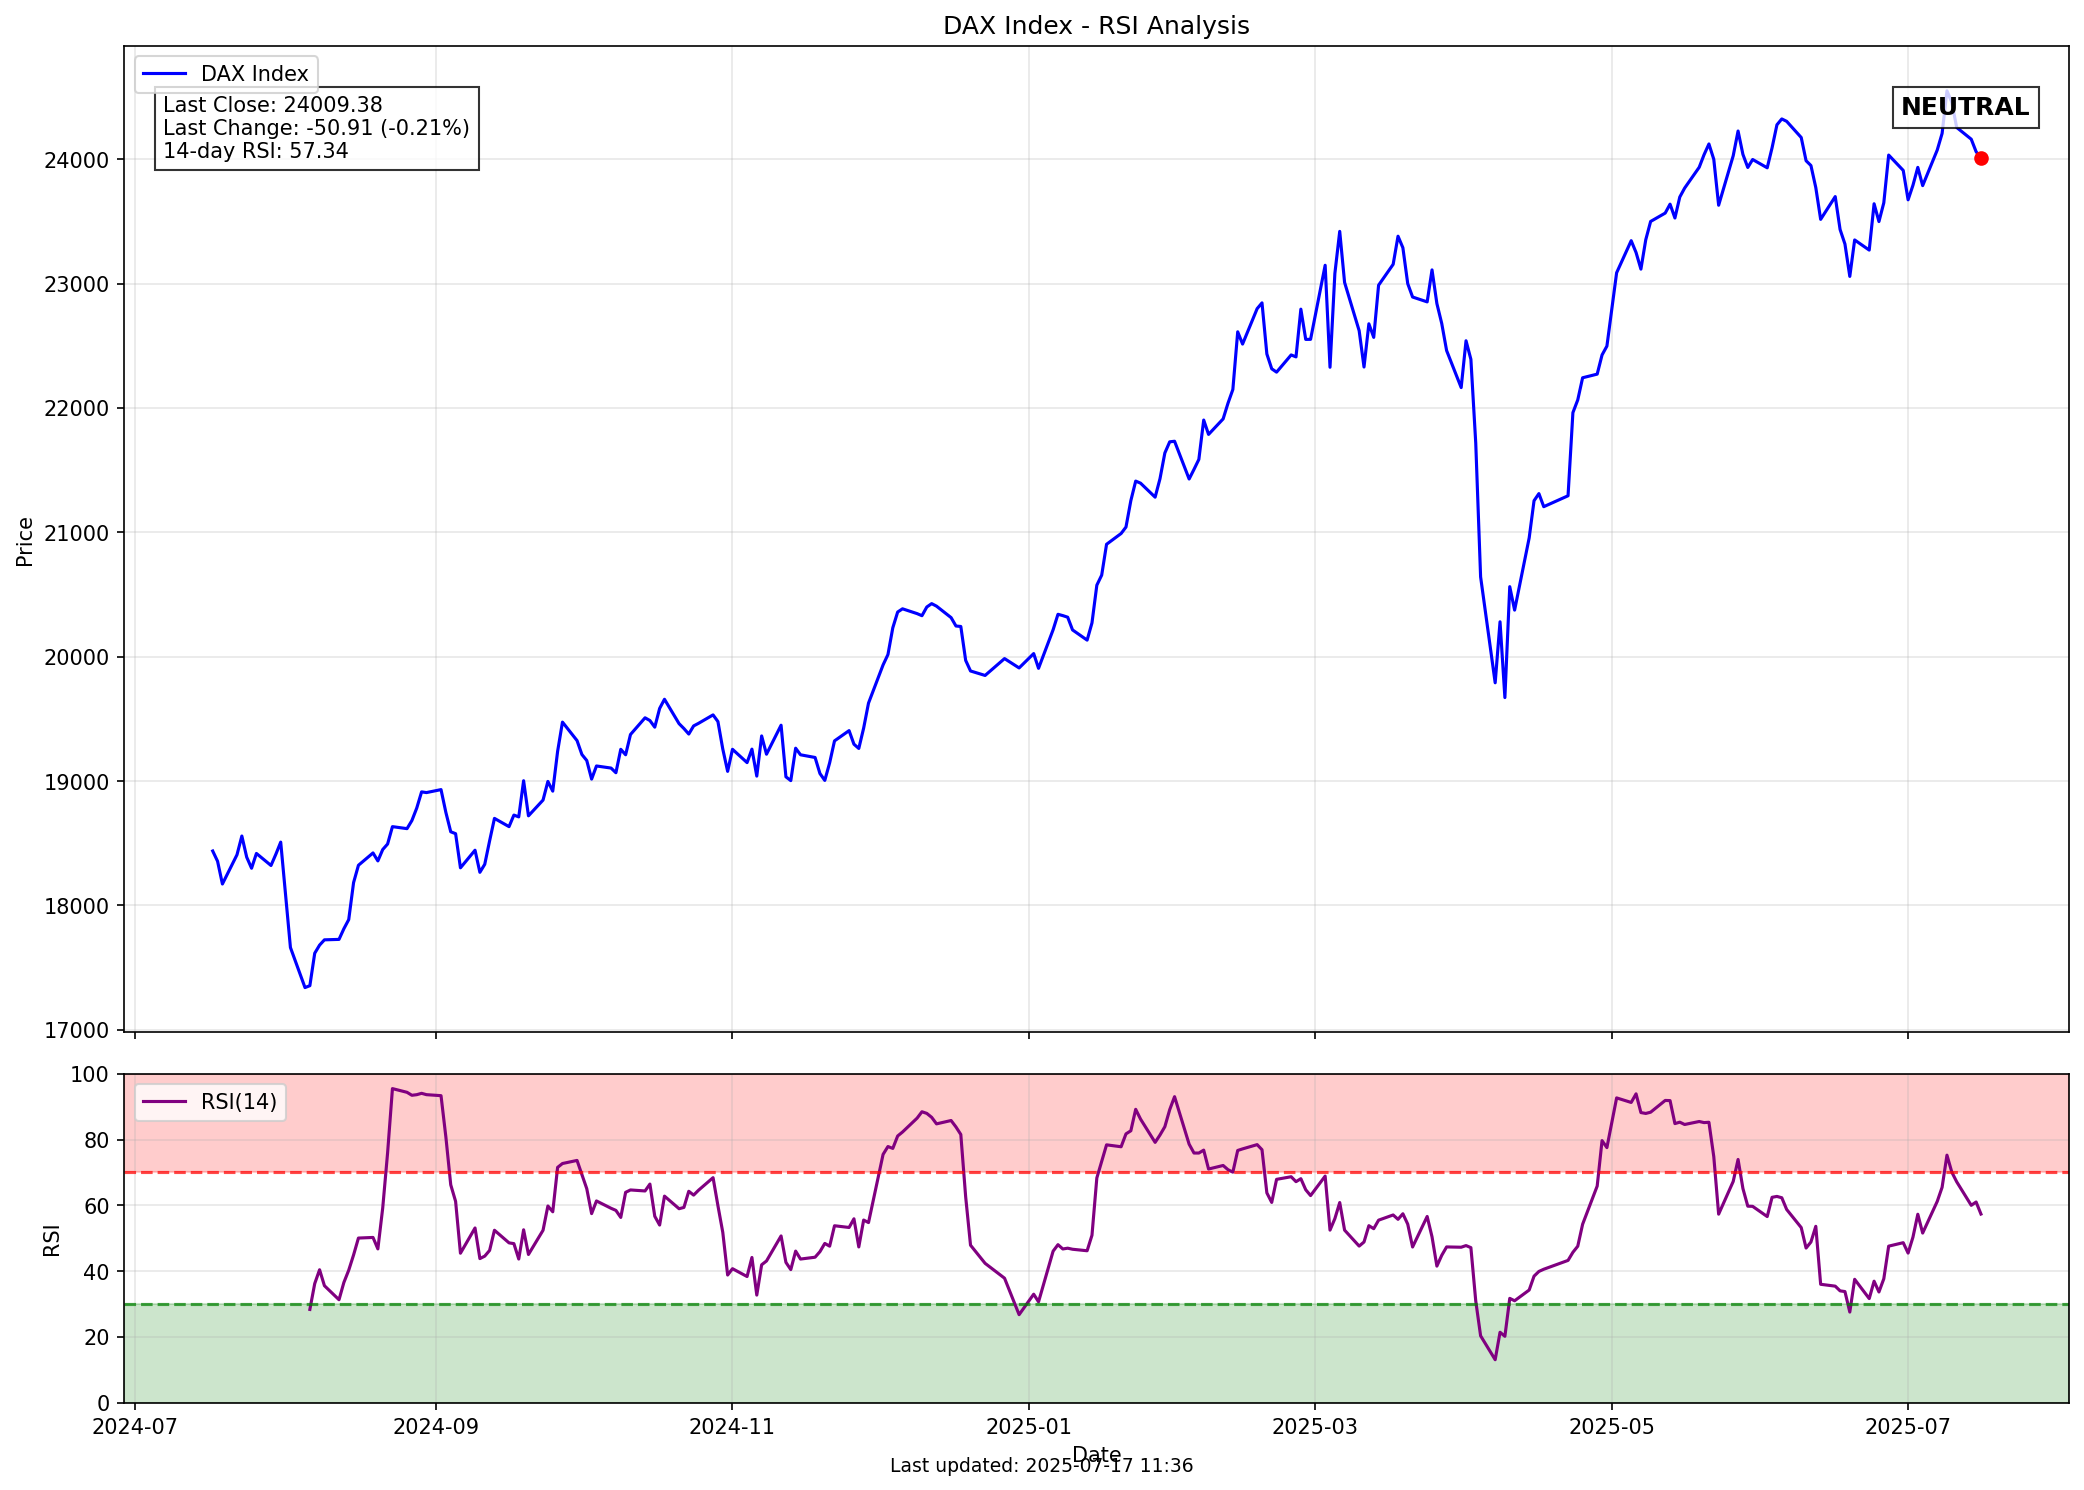 DAX Index - RSI Analysis
DAX Index
Last Close: 24009.38
Last Change: -50.91 (-0.21%)
14-day RSI: 57.34
NEUTRAL
Price
24000
23000
22000
21000
20000
19000
18000
17000
RSI(14)
RSI
100
80
60
40
20
0
2024-07
2024-09
2024-11
2025-01
2025-03
2025-05
2025-07
Date
Last updated: 2025-07-17 11:36